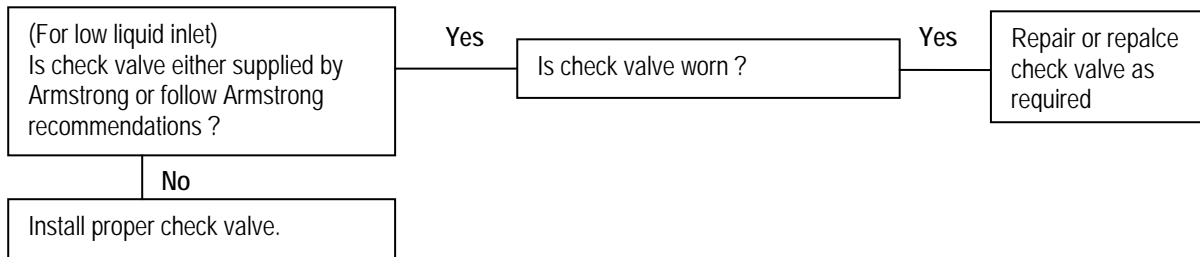 (For low liquid inlet)
Is check valve either supplied by
Armstrong or follow Armstrong
recommendations ?
Yes
Is check valve worn ?
Yes
Repair or repalce
check valve as
required
No
Install proper check valve.